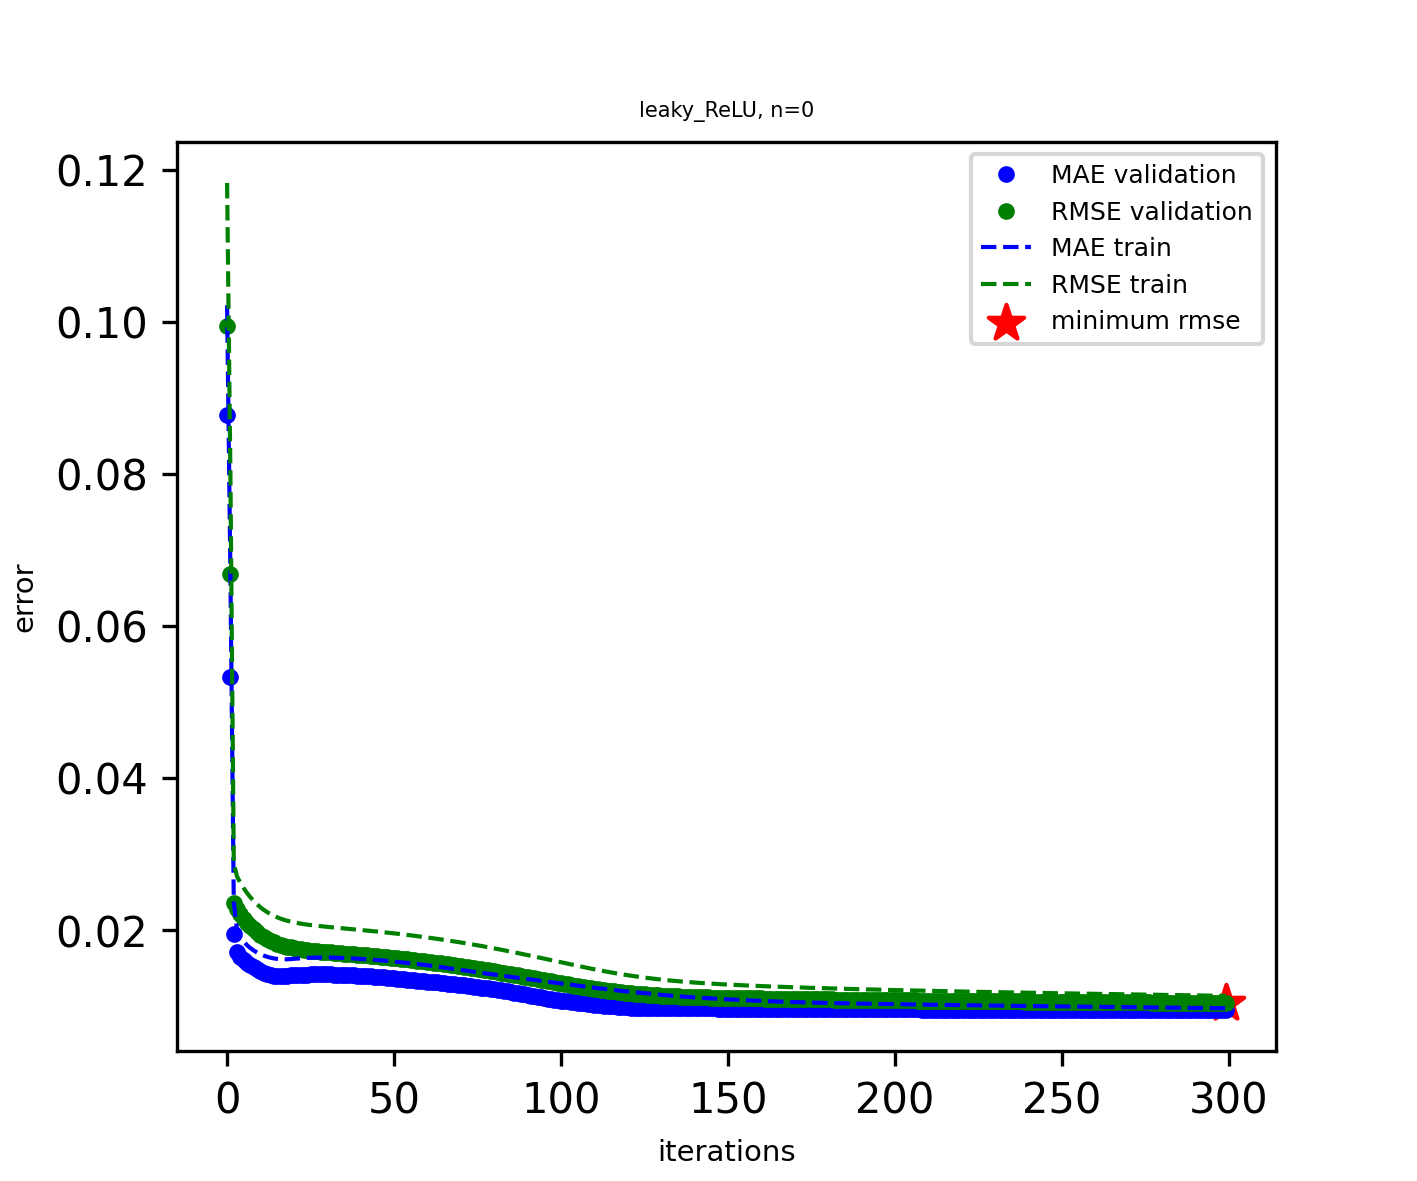 leaky_ReLU, n=0
0.12
0.10
0.08
0.06
0.04
0.02
error
MAE validation
RMSE validation
MAE train
RMSE train
minimum rmse
0 50 100 150 200 250 300
iterations